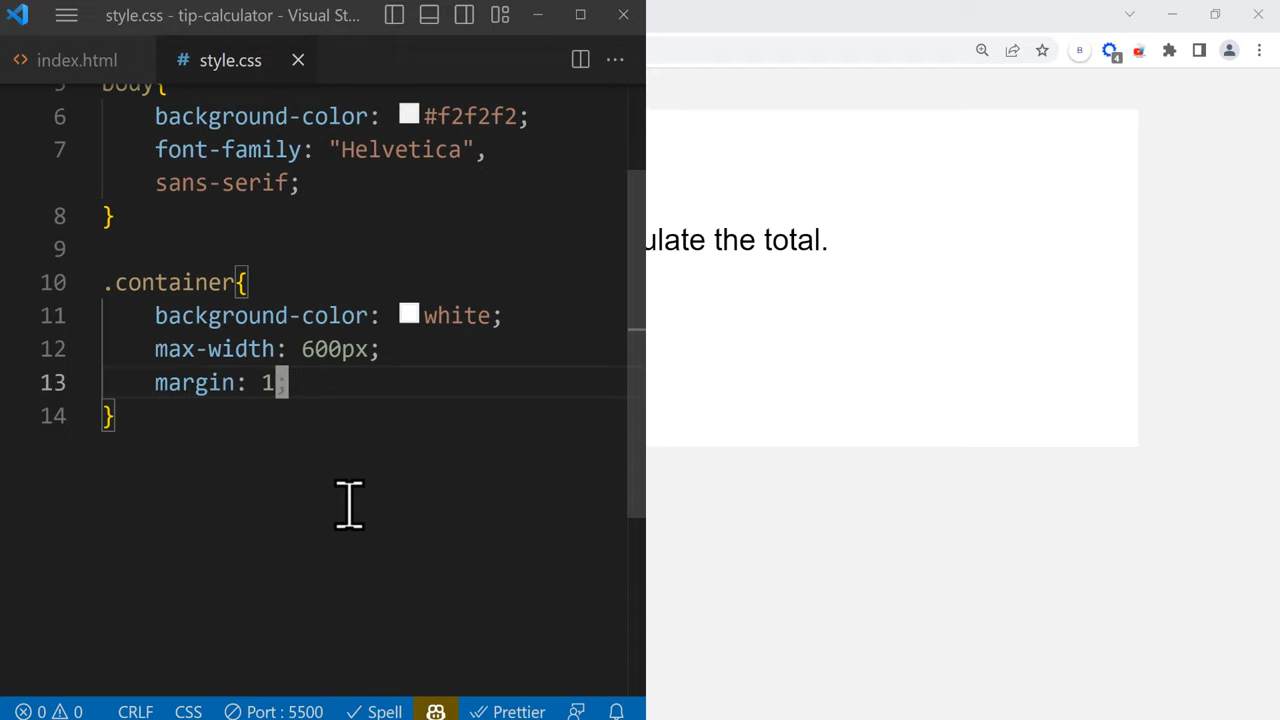 style.css - tip-calculator - Visual St...
index.html
# style.css
B
4
5 body{
6 background-color: #f2f2f2;
7 font-family: "Helvetica",
sans-serif;
8 }
9
10 .container{
11 background-color: white;
12 max-width: 600px;
13 margin: 1;
14 }
ulate the total.
0 0 CRLF CSS Port : 5500 Spell Prettier